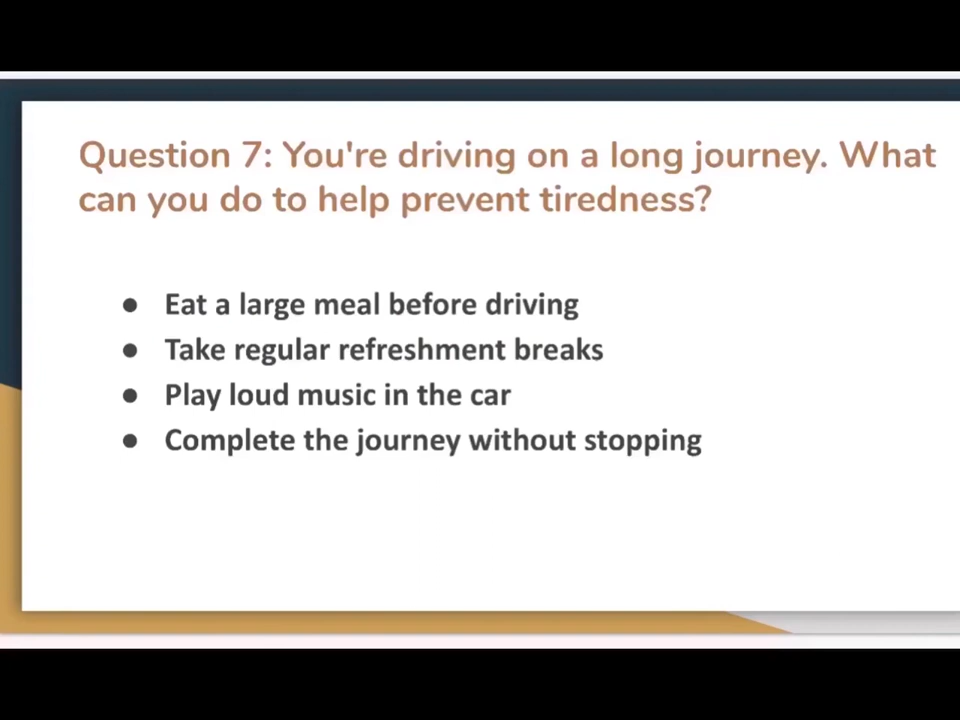 Question 7: You're driving on a long journey. What
can you do to help prevent tiredness?
● Eat a large meal before driving
● Take regular refreshment breaks
● Play loud music in the car
● Complete the journey without stopping